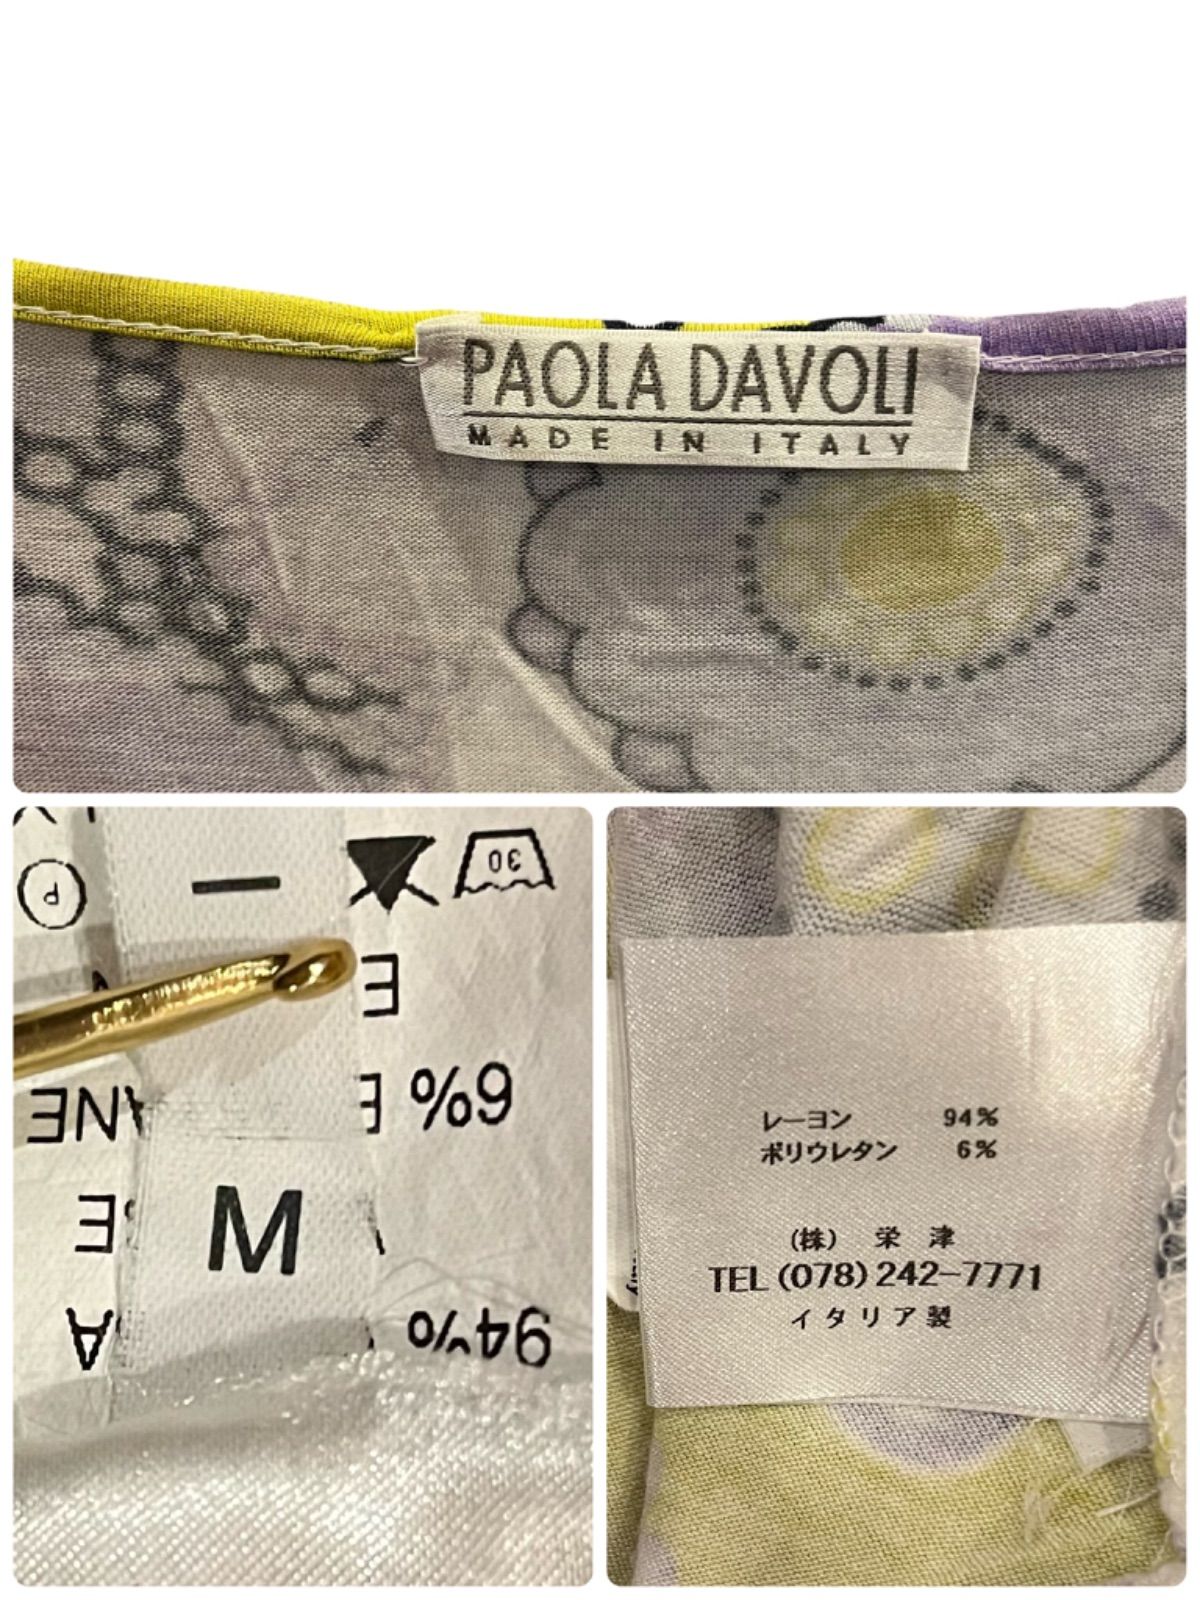 PAOLA DAVOLI
MADE IN ITALY
P
30
E
6%
M
94%
レーヨン 94%
ポリウレタン 6%
(株) 栄津
TEL (078) 242-7771
イタリア製